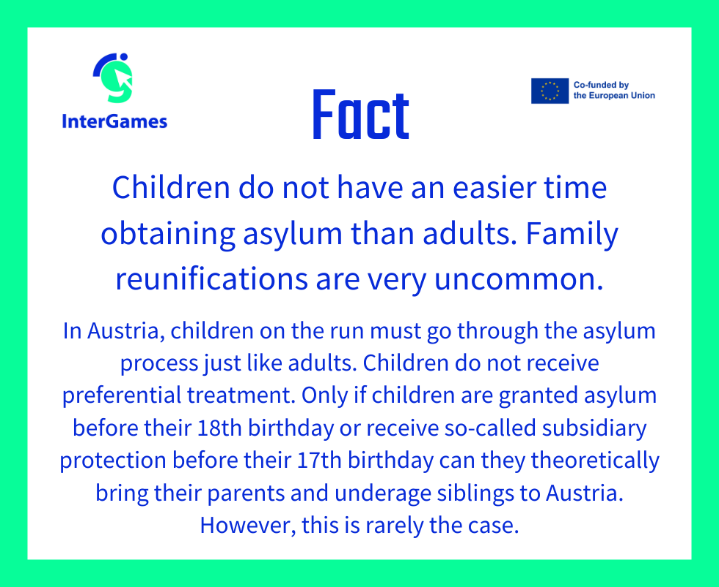 InterGames
Co-funded by
the European Union
Fact
Children do not have an easier time
obtaining asylum than adults. Family
reunifications are very uncommon.
In Austria, children on the run must go through the asylum
process just like adults. Children do not receive
preferential treatment. Only if children are granted asylum
before their 18th birthday or receive so-called subsidiary
protection before their 17th birthday can they theoretically
bring their parents and underage siblings to Austria.
However, this is rarely the case.